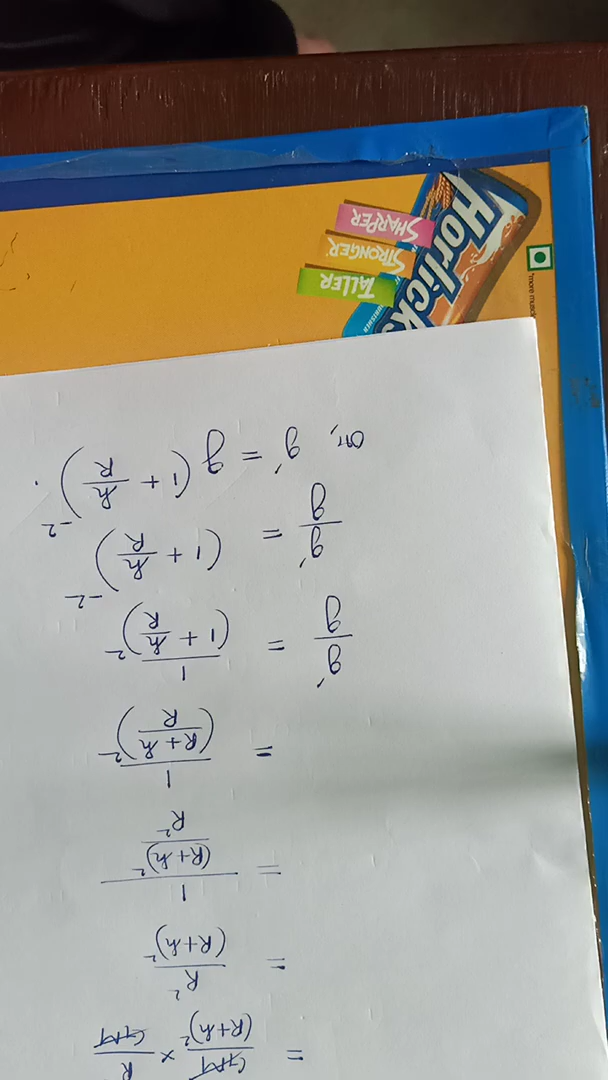 = GM/(R+h)² × R/GM
= R²/(R+h)²
= 1/((R+h)²/R²)
= 1/((R+h)/R)²
g'/g = 1/(1 + h/R)²
g'/g = (1 + h/R)⁻²
or, g' = g(1 + h/R)⁻².
Horlicks
TALLER
STRONGER
SHARPER